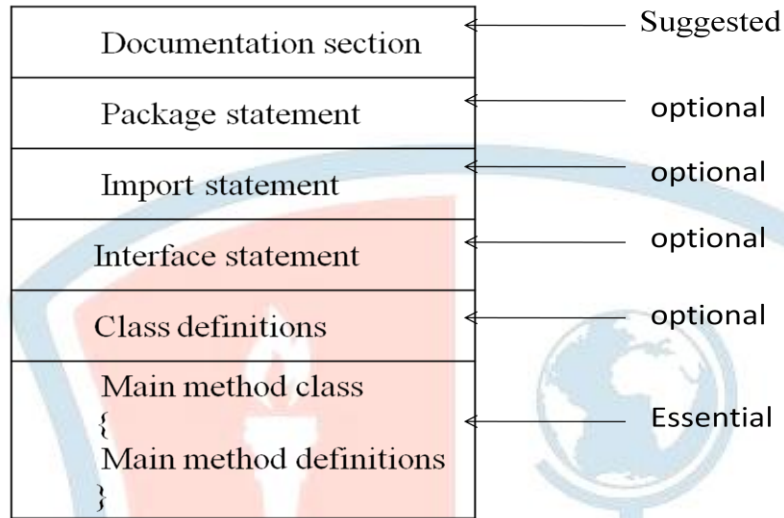 Documentation section
Suggested
Package statement
optional
Import statement
optional
Interface statement
optional
Class definitions
optional
Main method class
{
Essential
Main method definitions
}